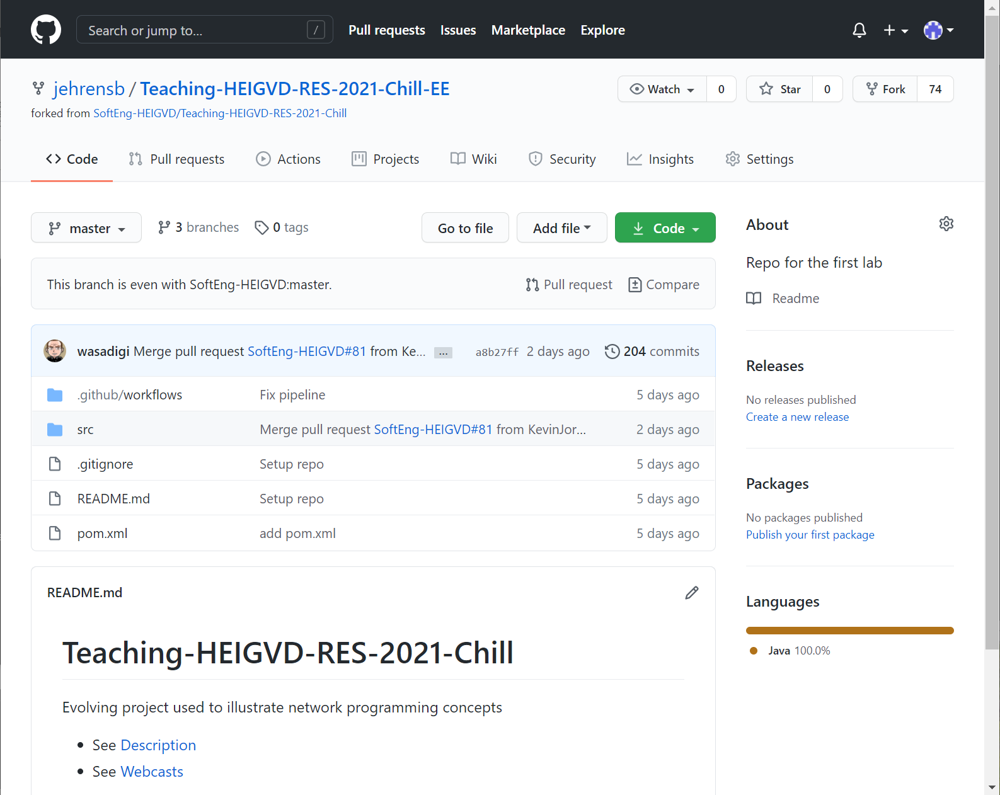 Search or jump to... /
Pull requests Issues Marketplace Explore
jehrensb / Teaching-HEIGVD-RES-2021-Chill-EE
Watch 0 Star 0 Fork 74
forked from SoftEng-HEIGVD/Teaching-HEIGVD-RES-2021-Chill
Code Pull requests Actions Projects Wiki Security Insights Settings
master 3 branches 0 tags Go to file Add file Code
This branch is even with SoftEng-HEIGVD:master. Pull request Compare
wasadigi Merge pull request SoftEng-HEIGVD#81 from Ke... ... a8b27ff 2 days ago 204 commits
.github/workflows Fix pipeline 5 days ago
src Merge pull request SoftEng-HEIGVD#81 from KevinJor... 2 days ago
.gitignore Setup repo 5 days ago
README.md Setup repo 5 days ago
pom.xml add pom.xml 5 days ago
README.md
Teaching-HEIGVD-RES-2021-Chill
Evolving project used to illustrate network programming concepts
See Description
See Webcasts
About
Repo for the first lab
Readme
Releases
No releases published
Create a new release
Packages
No packages published
Publish your first package
Languages
Java 100.0%